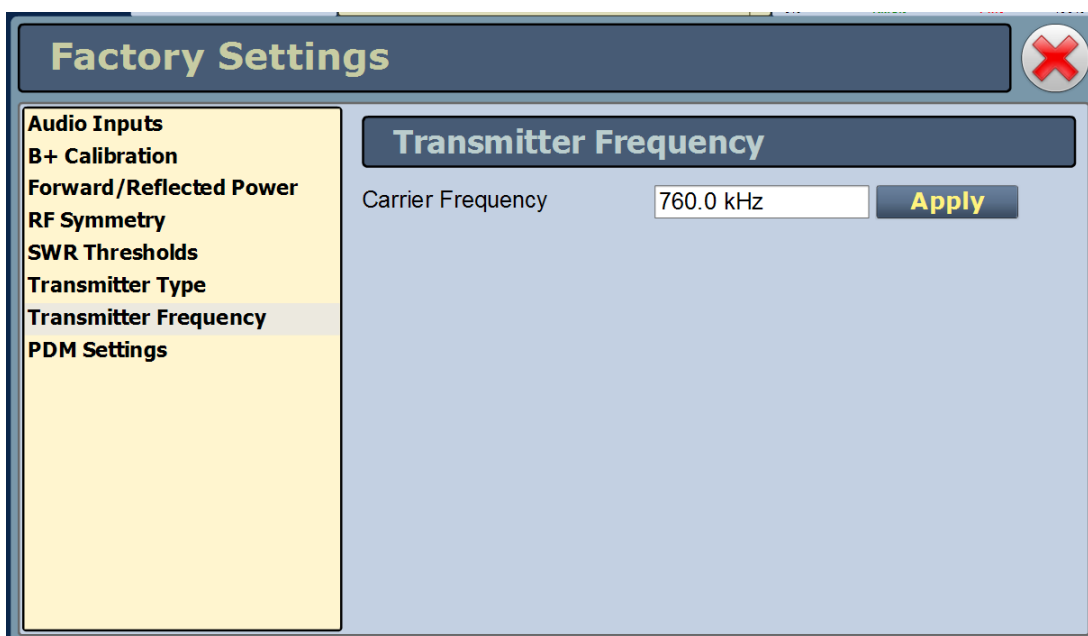 Factory Settings
Audio Inputs
B+ Calibration
Forward/Reflected Power
RF Symmetry
SWR Thresholds
Transmitter Type
Transmitter Frequency
PDM Settings
Transmitter Frequency
Carrier Frequency 760.0 kHz Apply